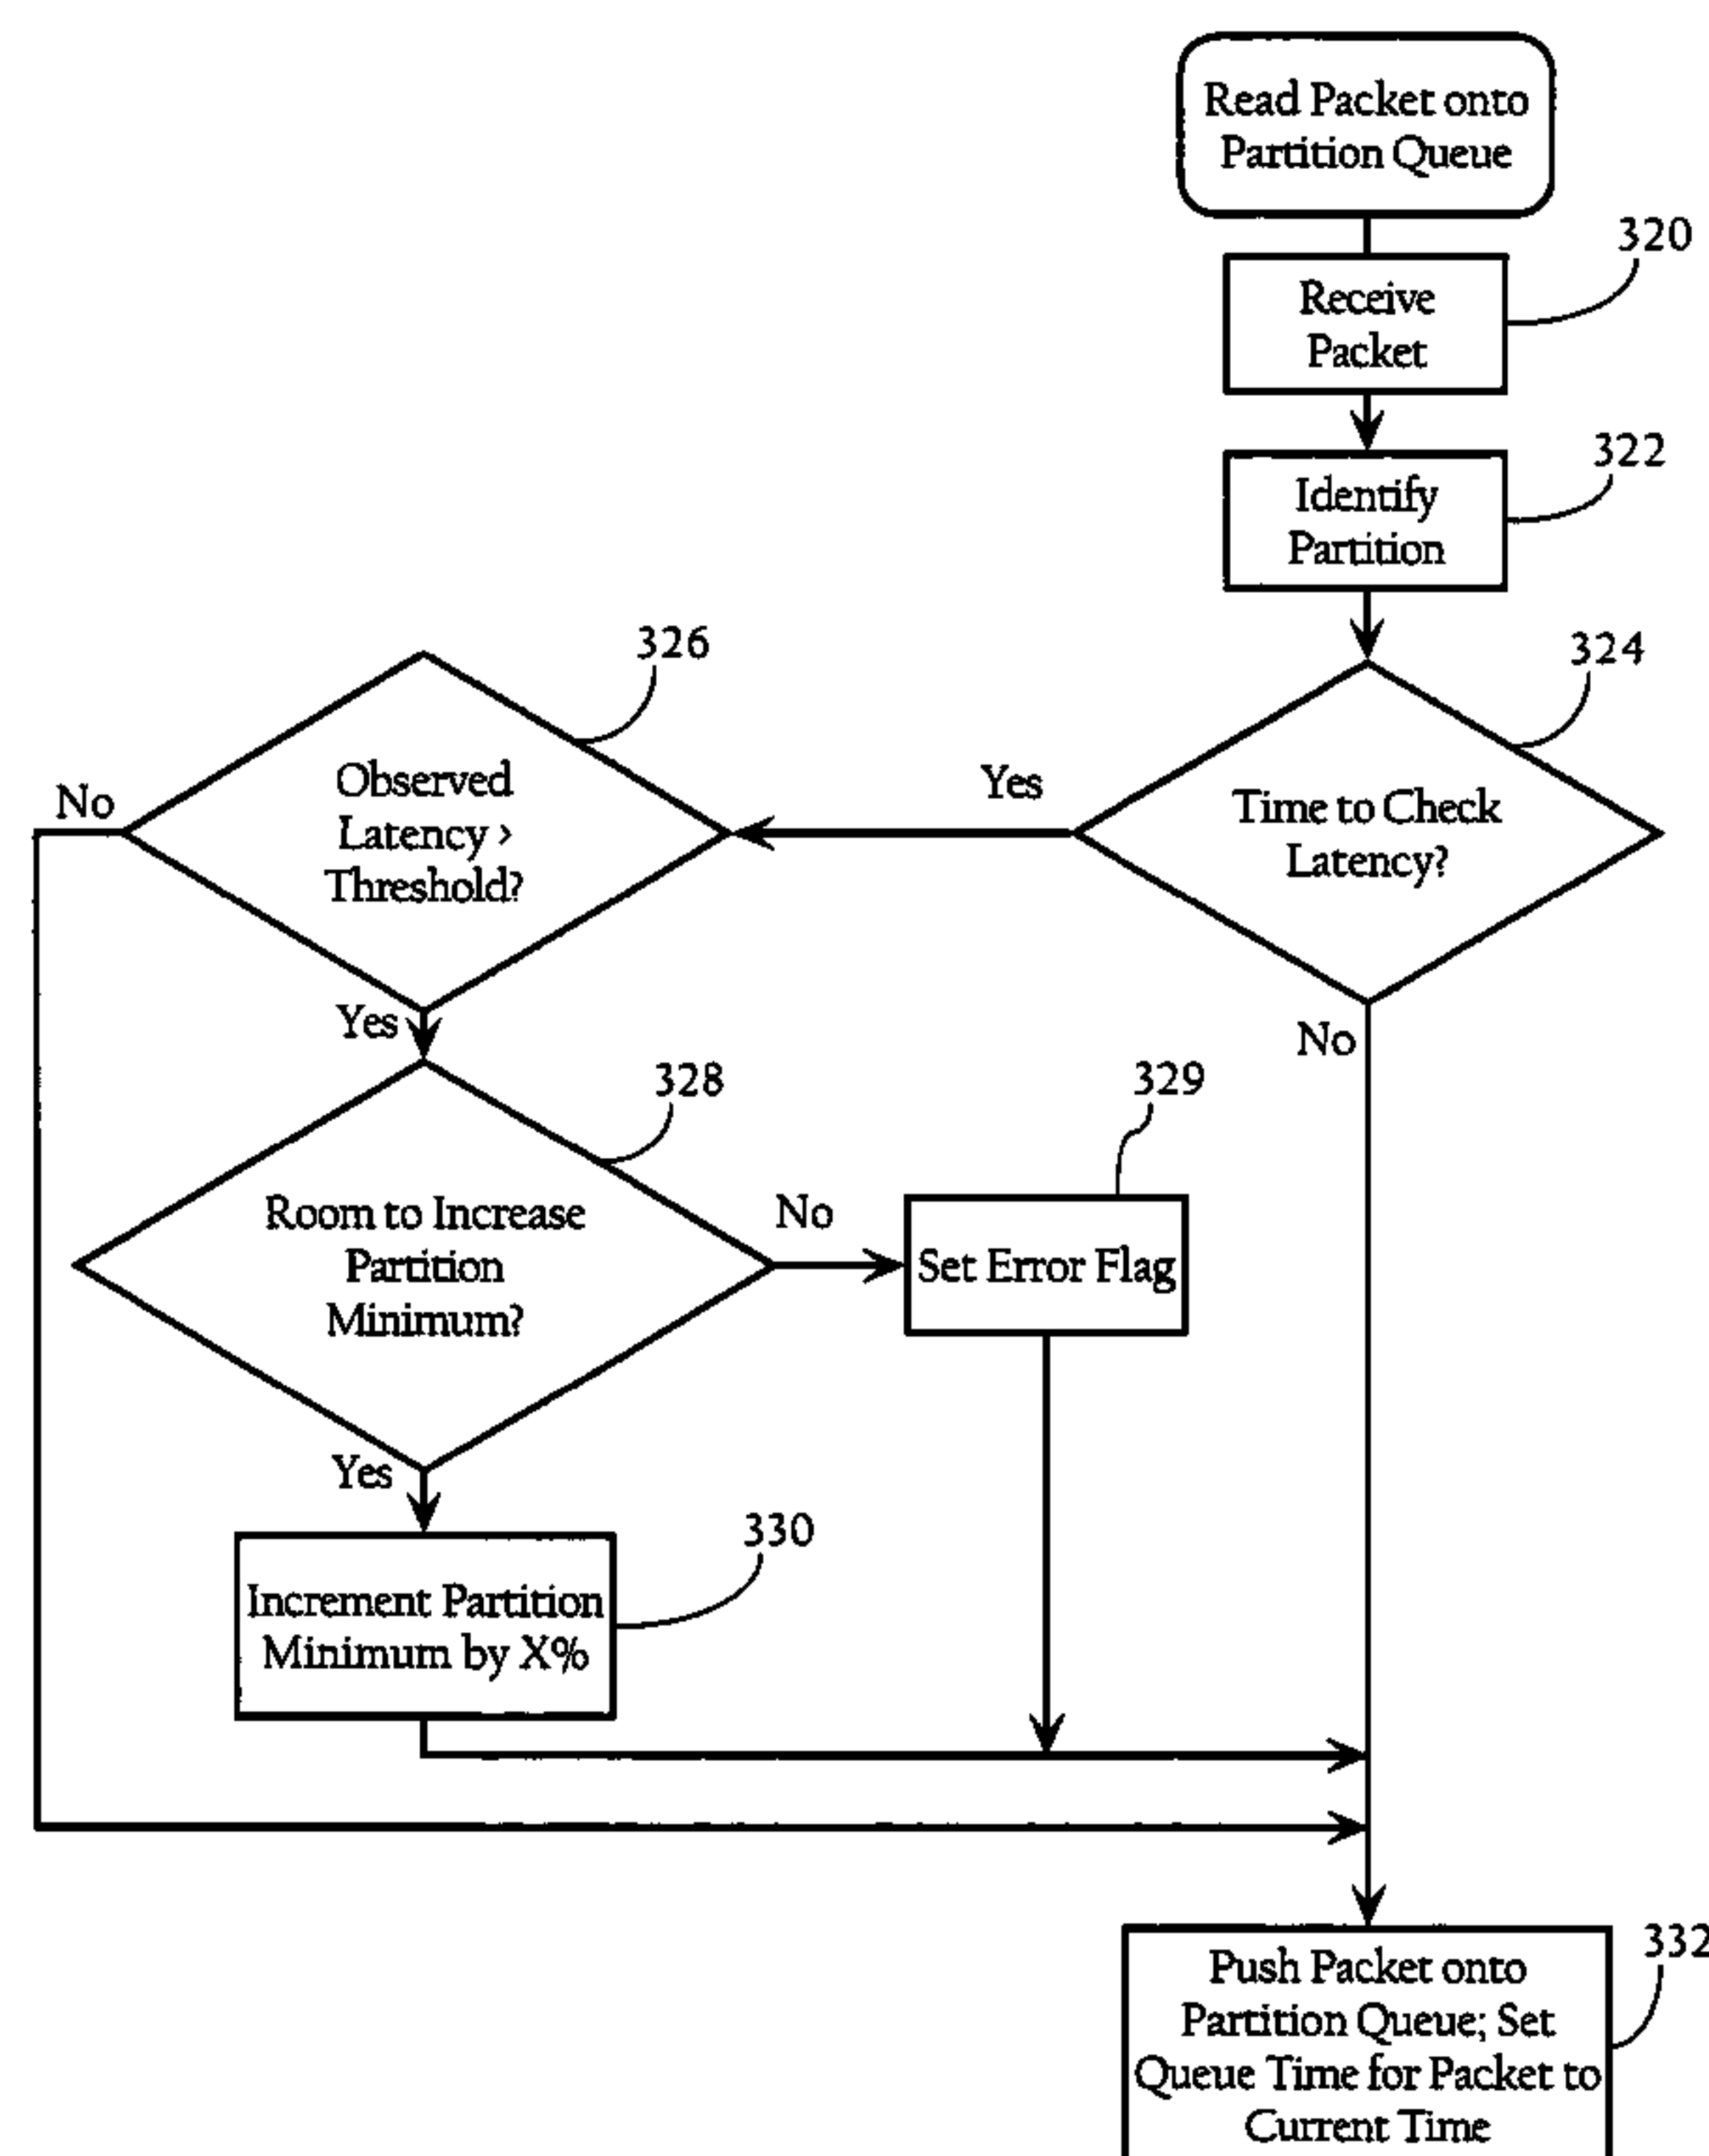 Read Packet onto
Partition Queue
320
Receive
Packet
322
Identify
Partition
324
Time to Check
Latency?
Yes
No
326
Observed
Latency >
Threshold?
No
Yes
328
Room to Increase
Partition
Minimum?
No
329
Set Error Flag
Yes
330
Increment Partition
Minimum by X%
332
Push Packet onto
Partition Queue; Set
Queue Time for Packet to
Current Time